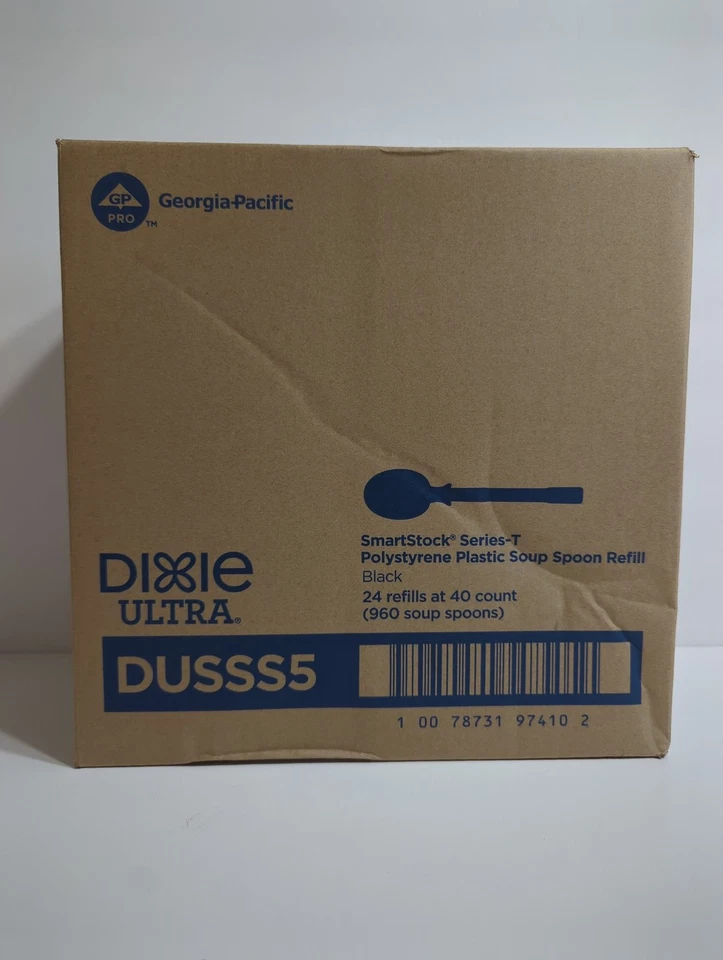 GP
PRO
™
Georgia-Pacific
SmartStock® Series-T
Polystyrene Plastic Soup Spoon Refill
Black
24 refills at 40 count
(960 soup spoons)
DIXIE
ULTRA®
DUSSS5
1 00 78731 97410 2